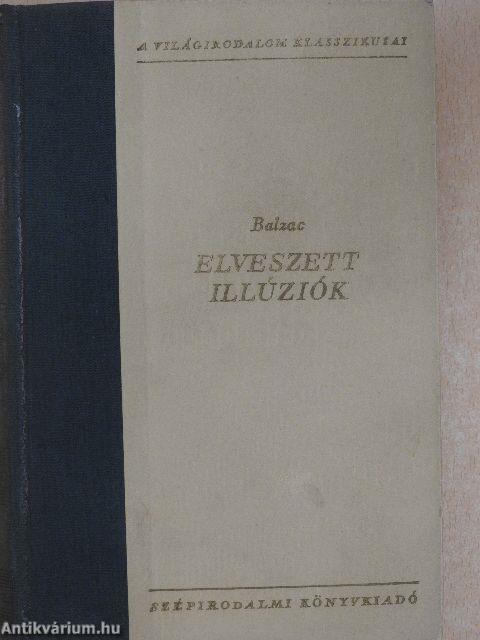 A VILÁGIRODALOM KLASSZIKUSAI
Balzac
ELVESZETT
ILLÚZIÓK
SZÉPIRODALMI KÖNYVKIADÓ
Antikvárium.hu